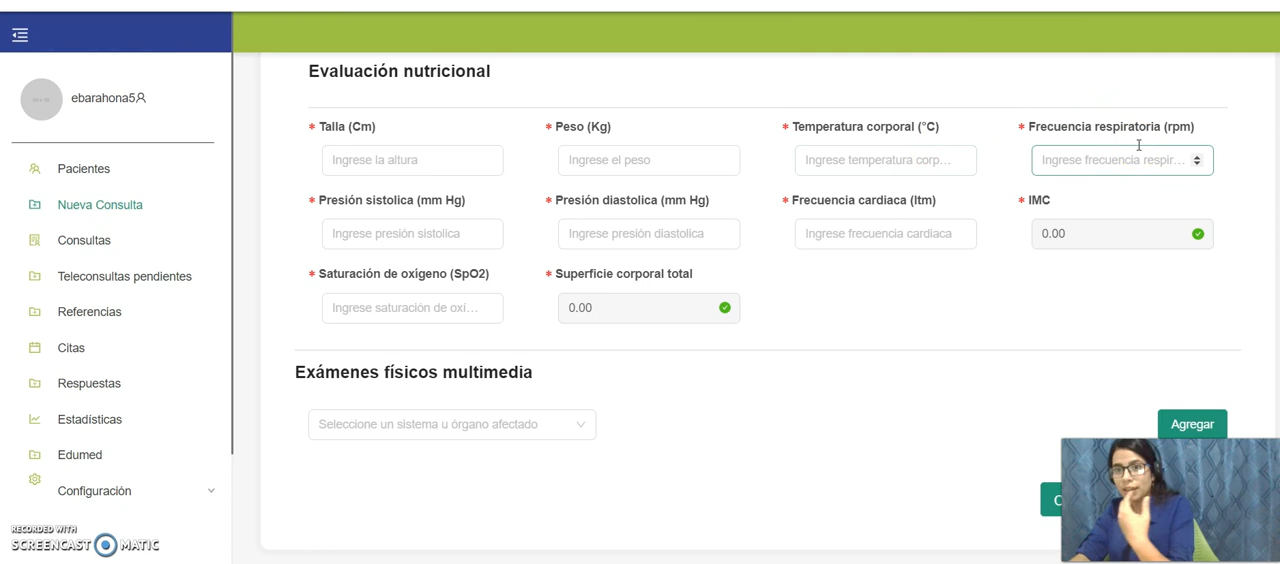 ebarahona5
Pacientes
Nueva Consulta
Consultas
Teleconsultas pendientes
Referencias
Citas
Respuestas
Estadísticas
Edumed
Configuración
RECORDED WITH
SCREENCAST MATIC
Evaluación nutricional
* Talla (Cm)
Ingrese la altura
* Peso (Kg)
Ingrese el peso
* Temperatura corporal (°C)
Ingrese temperatura corp...
* Frecuencia respiratoria (rpm)
Ingrese frecuencia respir...
* Presión sistolica (mm Hg)
Ingrese presión sistolica
* Presión diastolica (mm Hg)
Ingrese presión diastolica
* Frecuencia cardiaca (ltm)
Ingrese frecuencia cardiaca
* IMC
0.00
* Saturación de oxígeno (SpO2)
Ingrese saturación de oxí...
* Superficie corporal total
0.00
Exámenes físicos multimedia
Seleccione un sistema u órgano afectado
Agregar